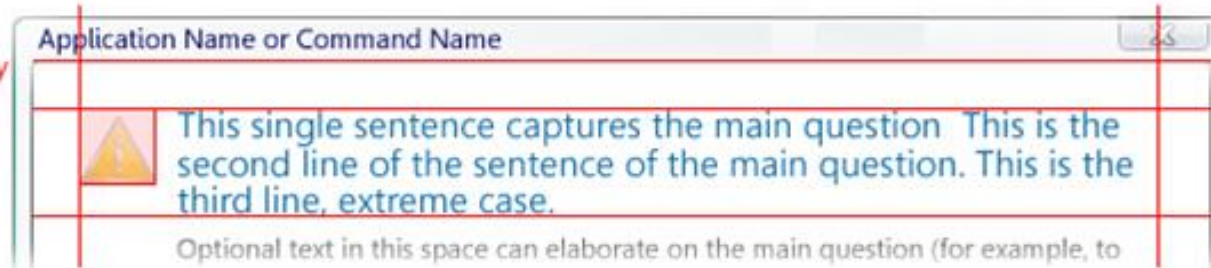 Application Name or Command Name
This single sentence captures the main question  This is the
second line of the sentence of the main question. This is the
third line, extreme case.
Optional text in this space can elaborate on the main question (for example, to